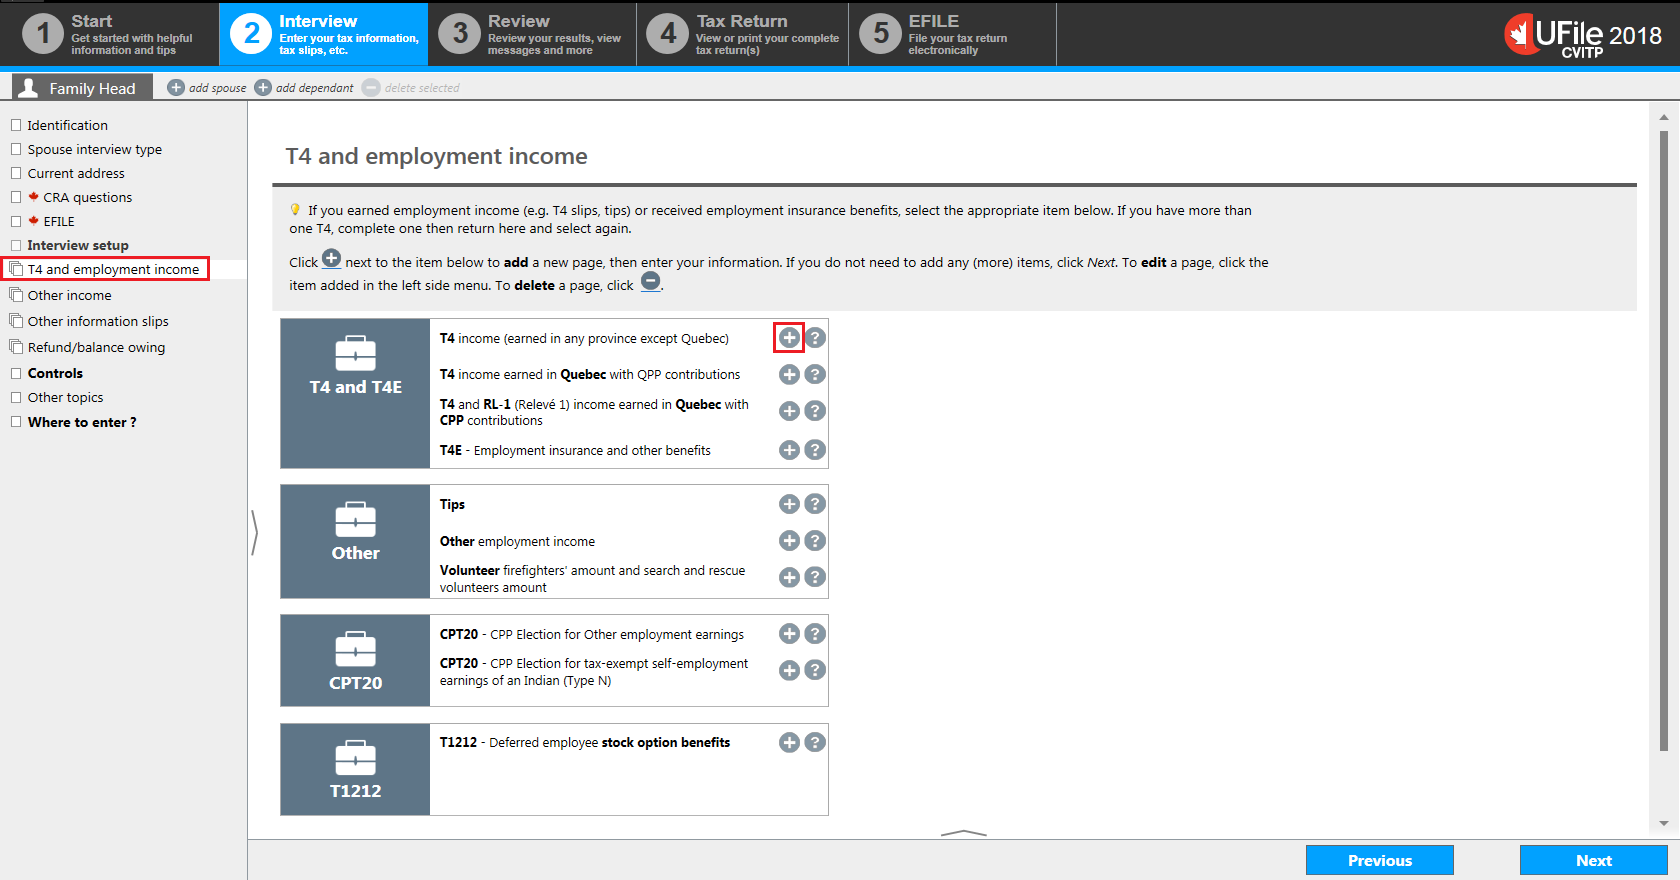 1
Start
Get started with helpful
information and tips
2
Interview
Enter your tax information,
tax slips, etc.
3
Review
Review your results, view
messages and more
4
Tax Return
View or print your complete
tax return(s)
5
EFILE
File your tax return
electronically
UFile 2018
CVITP
Family Head
add spouse
add dependant
delete selected
Identification
Spouse interview type
Current address
CRA questions
EFILE
Interview setup
T4 and employment income
Other income
Other information slips
Refund/balance owing
Controls
Other topics
Where to enter ?
T4 and employment income
If you earned employment income (e.g. T4 slips, tips) or received employment insurance benefits, select the appropriate item below. If you have more than
one T4, complete one then return here and select again.
Click + next to the item below to add a new page, then enter your information. If you do not need to add any (more) items, click Next. To edit a page, click the
item added in the left side menu. To delete a page, click −.
T4 and T4E
T4 income (earned in any province except Quebec)
+ ?
T4 income earned in Quebec with QPP contributions
+ ?
T4 and RL-1 (Relevé 1) income earned in Quebec with
CPP contributions
+ ?
T4E - Employment insurance and other benefits
+ ?
Other
Tips
+ ?
Other employment income
+ ?
Volunteer firefighters' amount and search and rescue
volunteers amount
+ ?
CPT20
CPT20 - CPP Election for Other employment earnings
+ ?
CPT20 - CPP Election for tax-exempt self-employment
earnings of an Indian (Type N)
+ ?
T1212
T1212 - Deferred employee stock option benefits
+ ?
Previous
Next